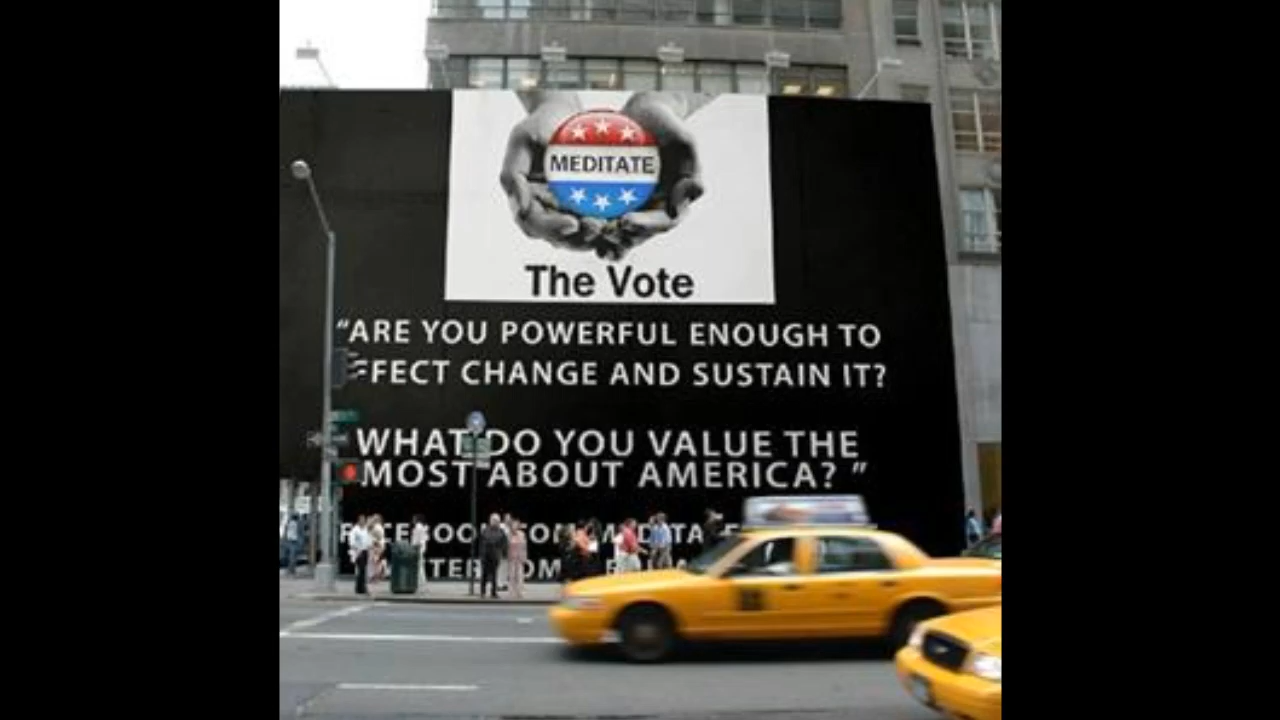 MEDITATE
The Vote
"ARE YOU POWERFUL ENOUGH TO
EFFECT CHANGE AND SUSTAIN IT?
WHAT DO YOU VALUE THE
MOST ABOUT AMERICA? "